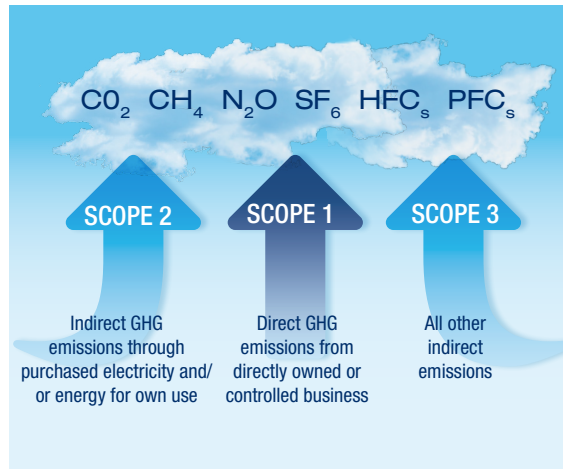 C0₂ CH₄ N₂O SF₆ HFCₛ PFCₛ
SCOPE 2
SCOPE 1
SCOPE 3
Indirect GHG
emissions through
purchased electricity and/
or energy for own use
Direct GHG
emissions from
directly owned or
controlled business
All other
indirect
emissions